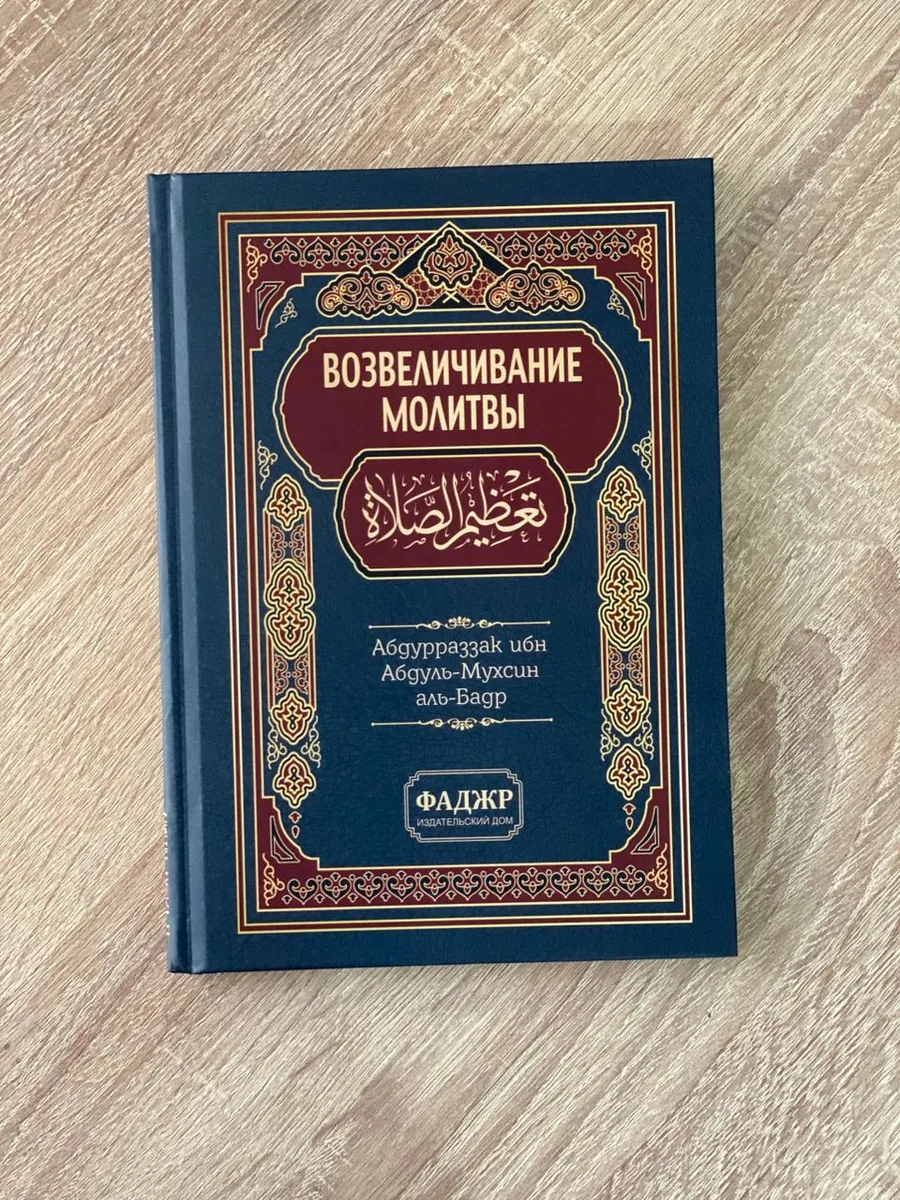 ВОЗВЕЛИЧИВАНИЕ
МОЛИТВЫ
تعظيم الصلاة
Абдурраззак ибн
Абдуль-Мухсин
аль-Бадр
ФАДЖР
ИЗДАТЕЛЬСКИЙ ДОМ